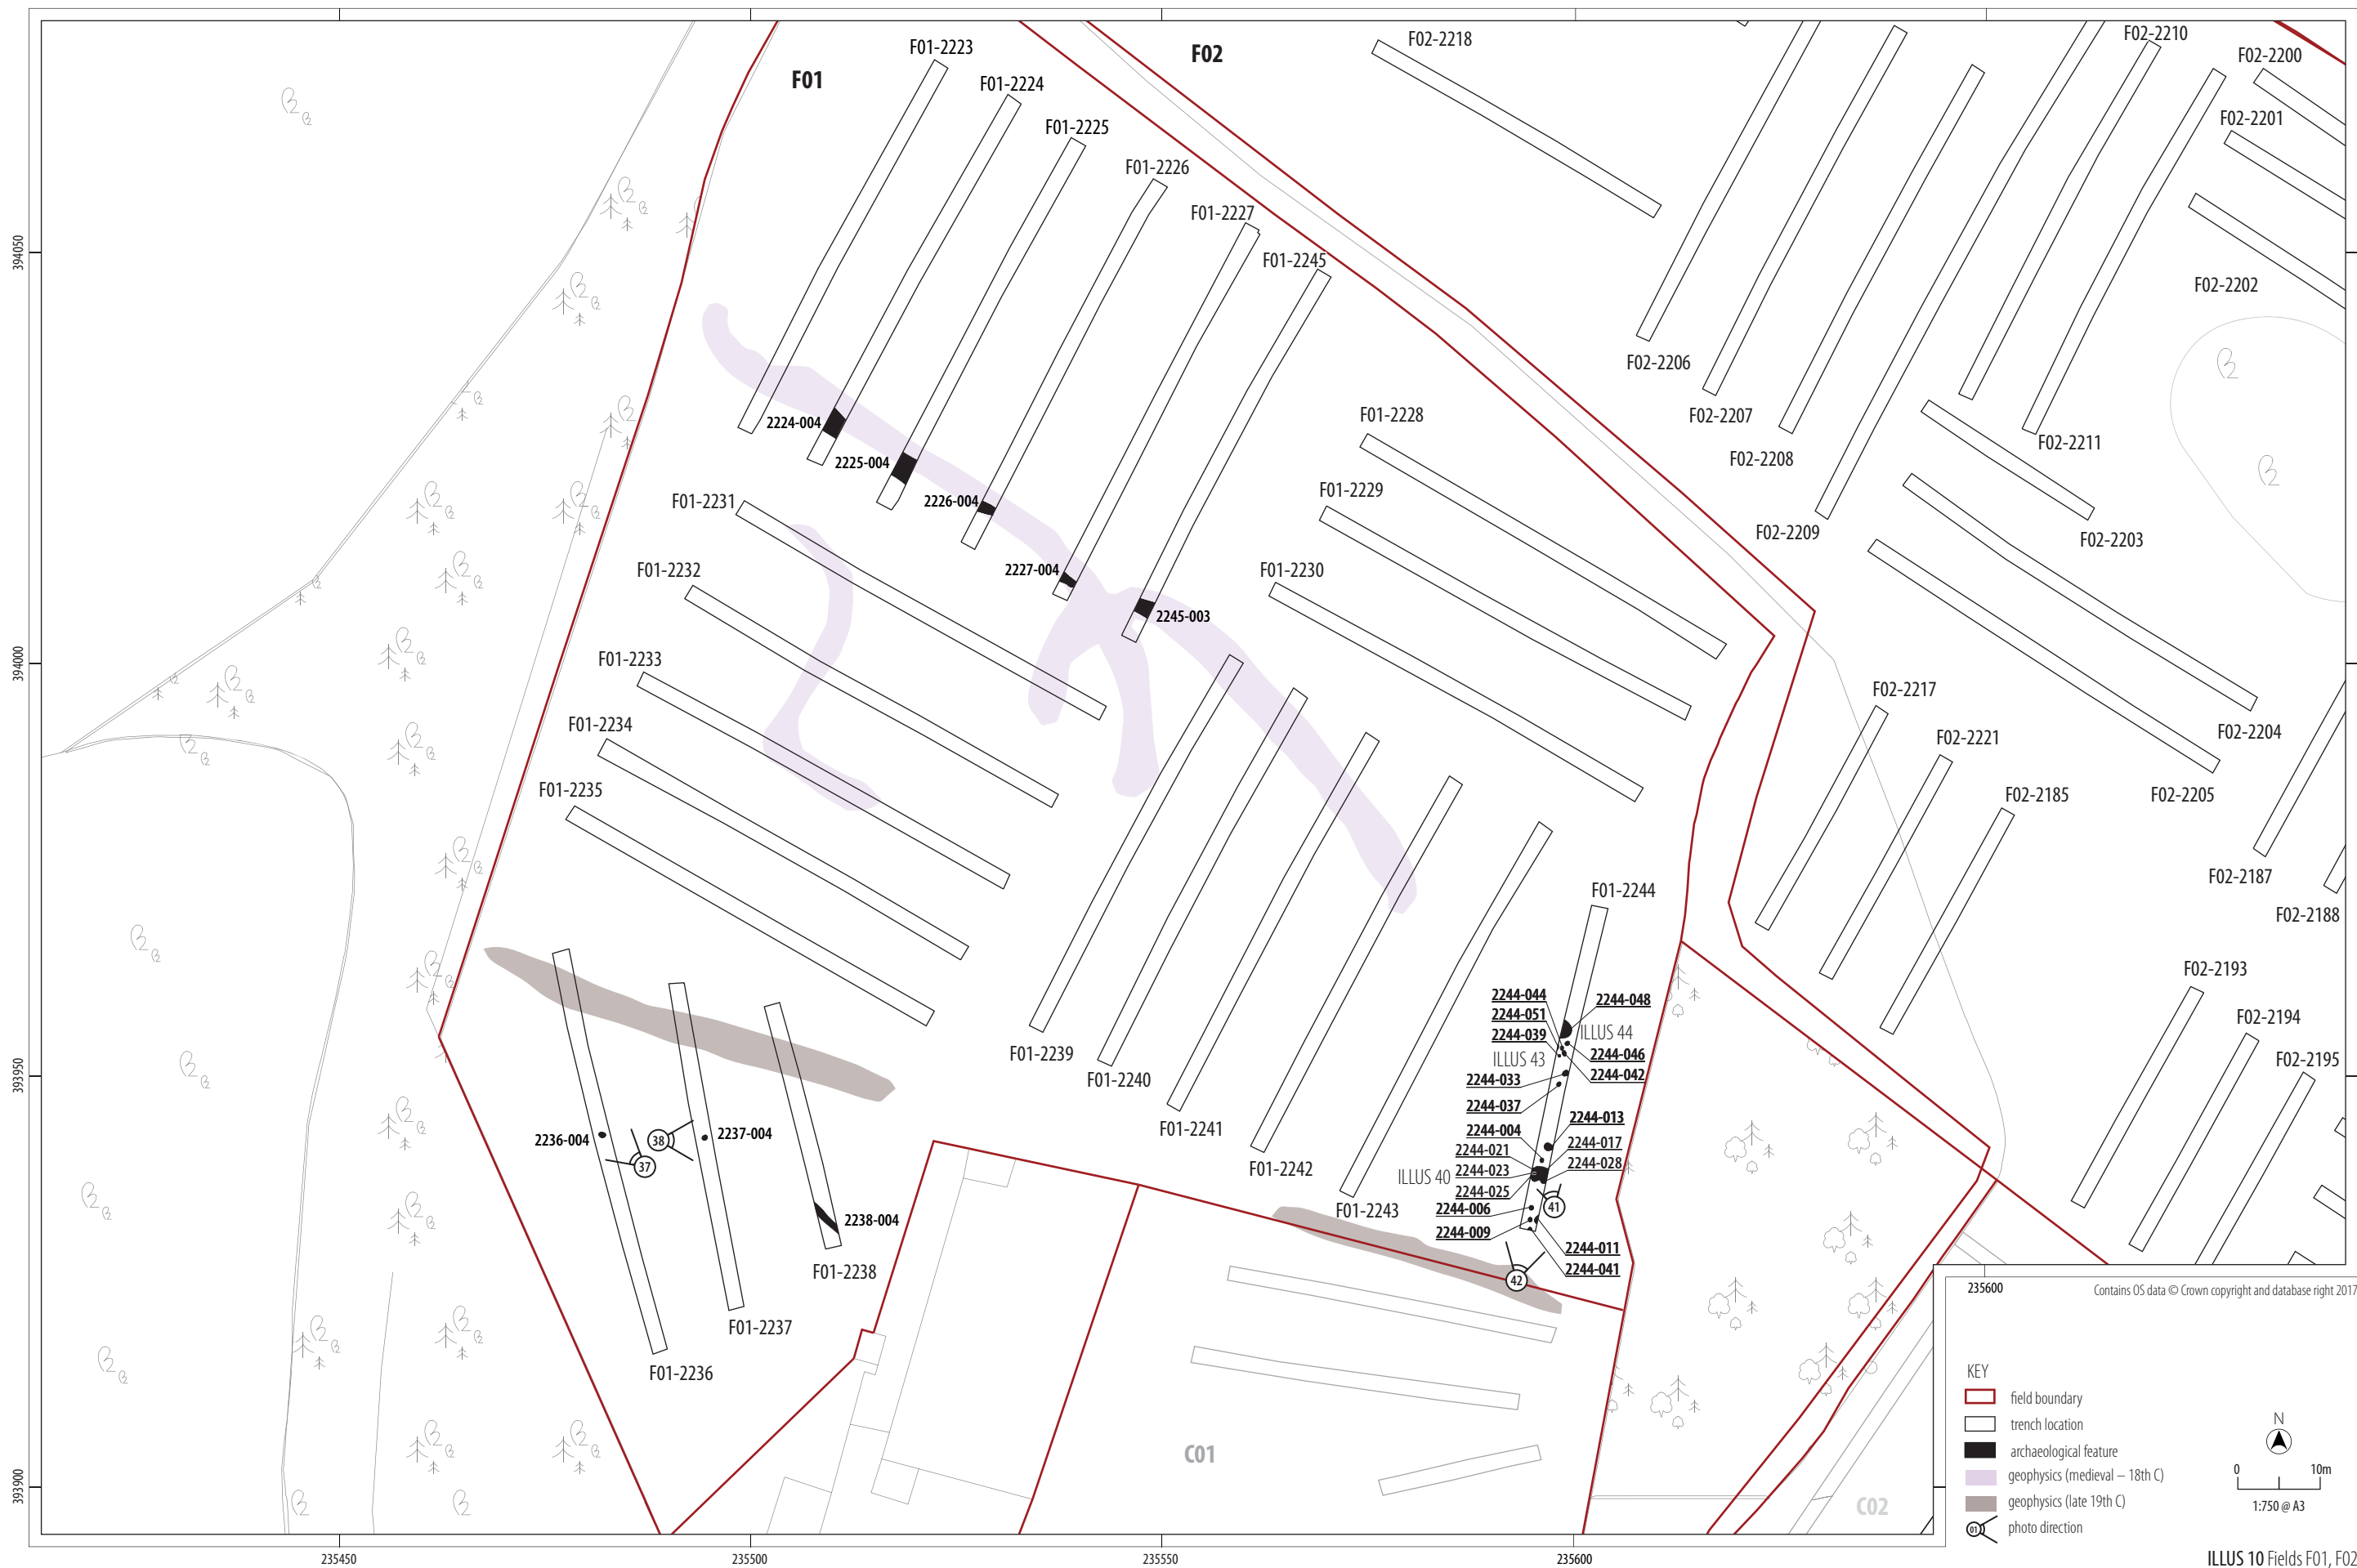 F01
F02
F01-2223
F01-2224
F01-2225
F01-2226
F01-2227
F01-2245
F02-2218
F02-2210
F02-2200
F02-2201
F02-2202
F02-2206
F02-2207
F02-2208
F02-2209
F02-2211
F02-2203
F02-2204
F02-2205
F01-2228
F01-2229
F01-2230
2224-004
2225-004
2226-004
2227-004
2245-003
F01-2231
F01-2232
F01-2233
F01-2234
F01-2235
F02-2217
F02-2221
F02-2185
F02-2187
F02-2188
F02-2193
F02-2194
F02-2195
F01-2239
F01-2240
F01-2241
F01-2242
F01-2243
F01-2244
2244-044
2244-051
2244-039
ILLUS 43
2244-033
2244-037
2244-004
2244-021
2244-023
ILLUS 40
2244-025
2244-006
2244-009
2244-048
ILLUS 44
2244-046
2244-042
2244-013
2244-017
2244-028
41
2244-011
2244-041
42
2236-004
37
38
2237-004
2238-004
F01-2238
F01-2237
F01-2236
C01
C02
394050
394000
393950
393900
235450
235500
235550
235600
235600
Contains OS data © Crown copyright and database right 2017
KEY
field boundary
trench location
archaeological feature
geophysics (medieval – 18th C)
geophysics (late 19th C)
01 photo direction
N
0 10m
1:750 @ A3
ILLUS 10 Fields F01, F02